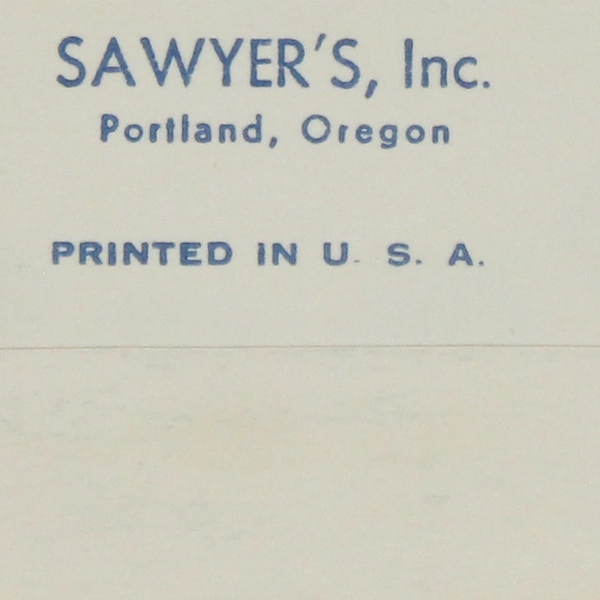 SAWYER'S, Inc.
Portland, Oregon
PRINTED IN U. S. A.